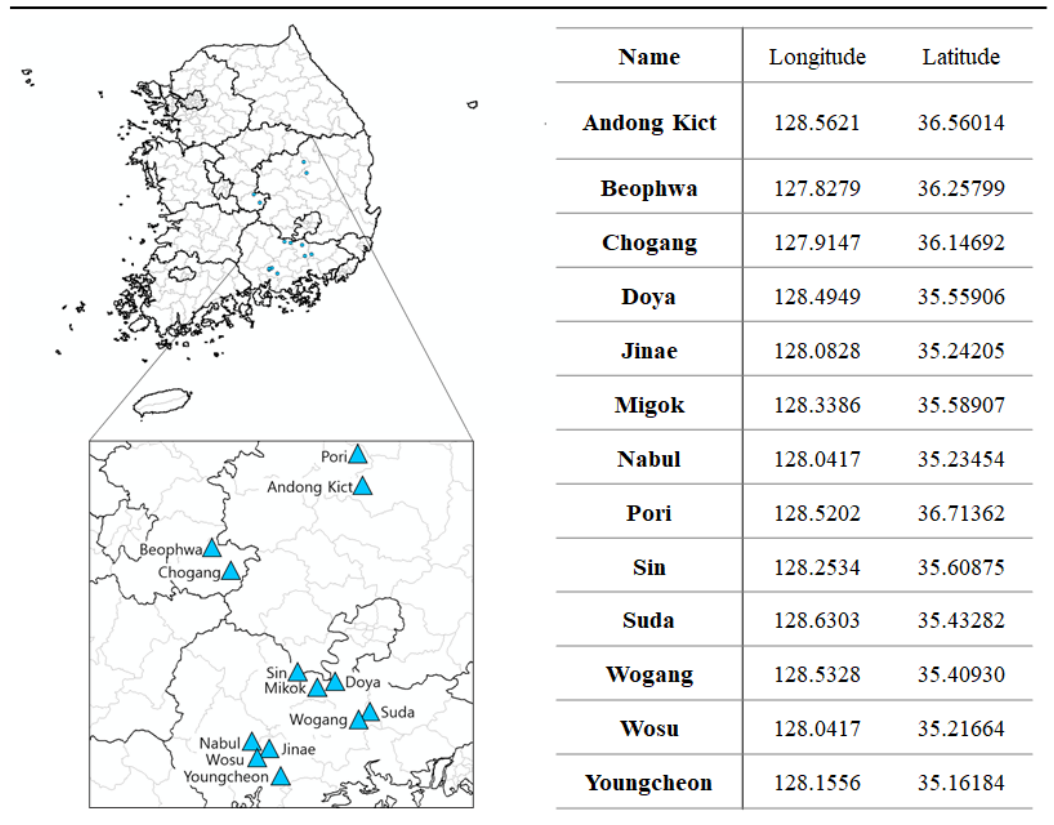 Pori
Andong Kict
Beophwa
Chogang
Sin
Mikok
Doya
Wogang
Suda
Nabul
Jinae
Wosu
Youngcheon
Name Longitude Latitude
Andong Kict 128.5621 36.56014
Beophwa 127.8279 36.25799
Chogang 127.9147 36.14692
Doya 128.4949 35.55906
Jinae 128.0828 35.24205
Migok 128.3386 35.58907
Nabul 128.0417 35.23454
Pori 128.5202 36.71362
Sin 128.2534 35.60875
Suda 128.6303 35.43282
Wogang 128.5328 35.40930
Wosu 128.0417 35.21664
Youngcheon 128.1556 35.16184